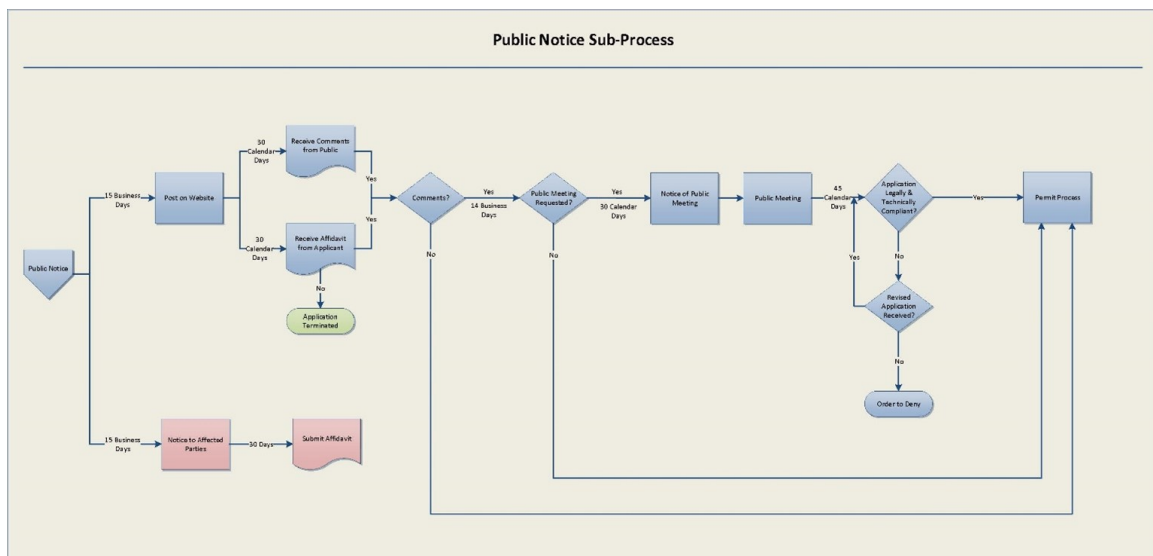 Public Notice Sub-Process
30
Calendar
Days
Receive Comments
from Public
Yes
15 Business
Days
Post on Website
Comments?
Yes
14 Business
Days
Public Meeting
Requested?
Yes
30 Calendar
Days
Notice of Public
Meeting
Public Meeting
45
Calendar
Days
Application
Legally &
Technically
Compliant?
Yes
Permit Process
Yes
30
Calendar
Days
Receive Affidavit
from Applicant
No
No
Yes
No
Public Notice
No
Application
Terminated
Revised
Application
Received?
No
Order to Deny
15 Business
Days
Notice to Affected
Parties
30 Days
Submit Affidavit